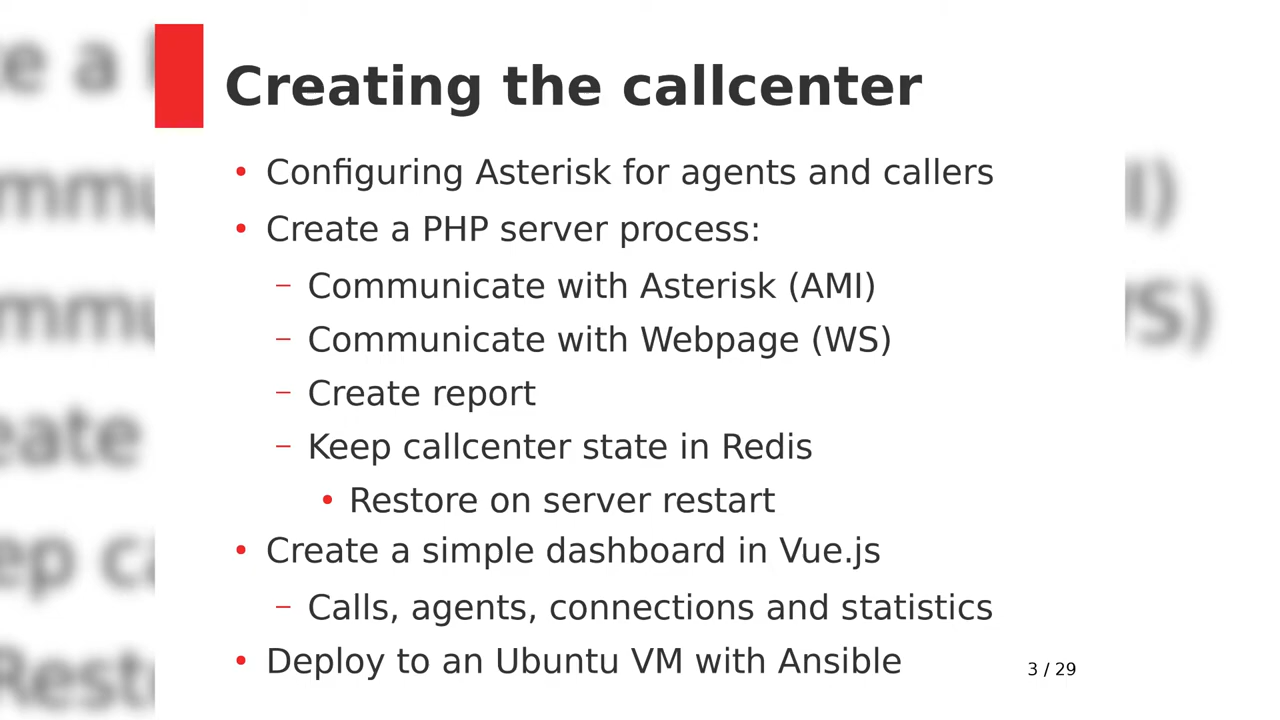 Creating the callcenter
• Configuring Asterisk for agents and callers
• Create a PHP server process:
– Communicate with Asterisk (AMI)
– Communicate with Webpage (WS)
– Create report
– Keep callcenter state in Redis
• Restore on server restart
• Create a simple dashboard in Vue.js
– Calls, agents, connections and statistics
• Deploy to an Ubuntu VM with Ansible
3 / 29